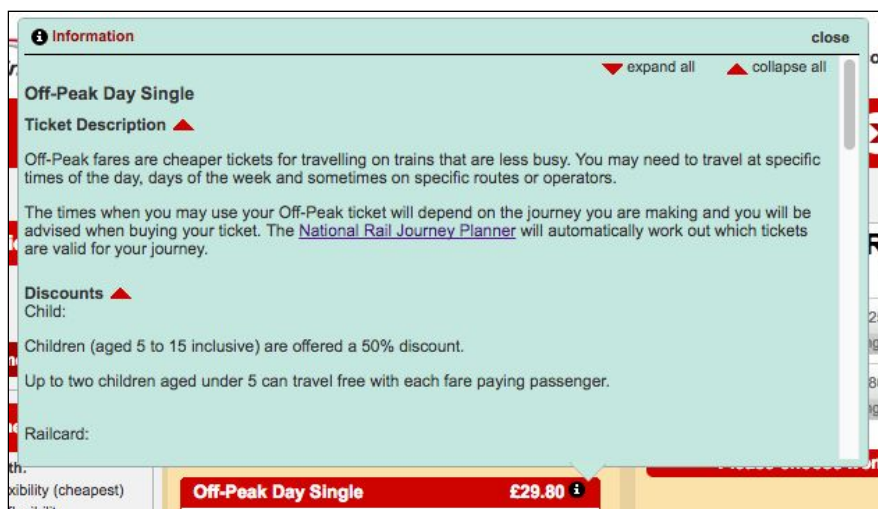 Information
close
expand all
collapse all
Off-Peak Day Single
Ticket Description
Off-Peak fares are cheaper tickets for travelling on trains that are less busy. You may need to travel at specific
times of the day, days of the week and sometimes on specific routes or operators.
The times when you may use your Off-Peak ticket will depend on the journey you are making and you will be
advised when buying your ticket. The National Rail Journey Planner will automatically work out which tickets
are valid for your journey.
Discounts
Child:
Children (aged 5 to 15 inclusive) are offered a 50% discount.
Up to two children aged under 5 can travel free with each fare paying passenger.
Railcard:
th.
xibility (cheapest)
Off-Peak Day Single
£29.80